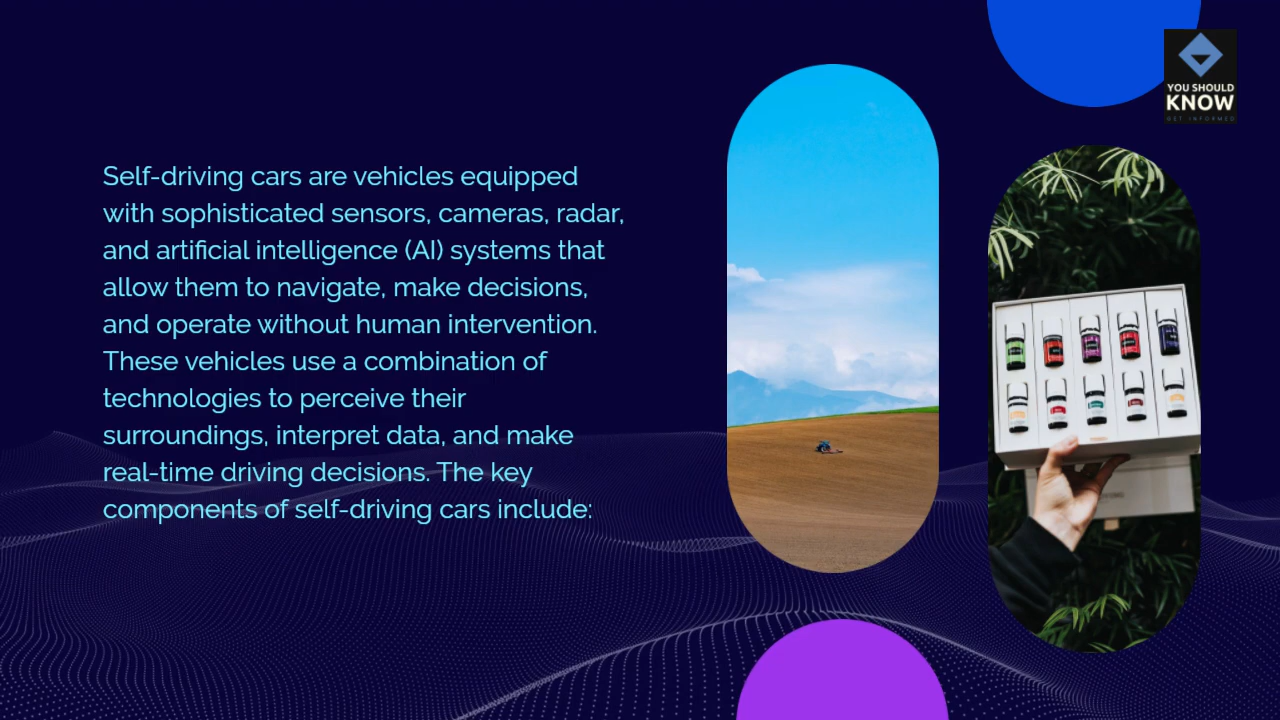 YOU SHOULD
KNOW
GET INFORMED
Self-driving cars are vehicles equipped
with sophisticated sensors, cameras, radar,
and artificial intelligence (AI) systems that
allow them to navigate, make decisions,
and operate without human intervention.
These vehicles use a combination of
technologies to perceive their
surroundings, interpret data, and make
real-time driving decisions. The key
components of self-driving cars include: